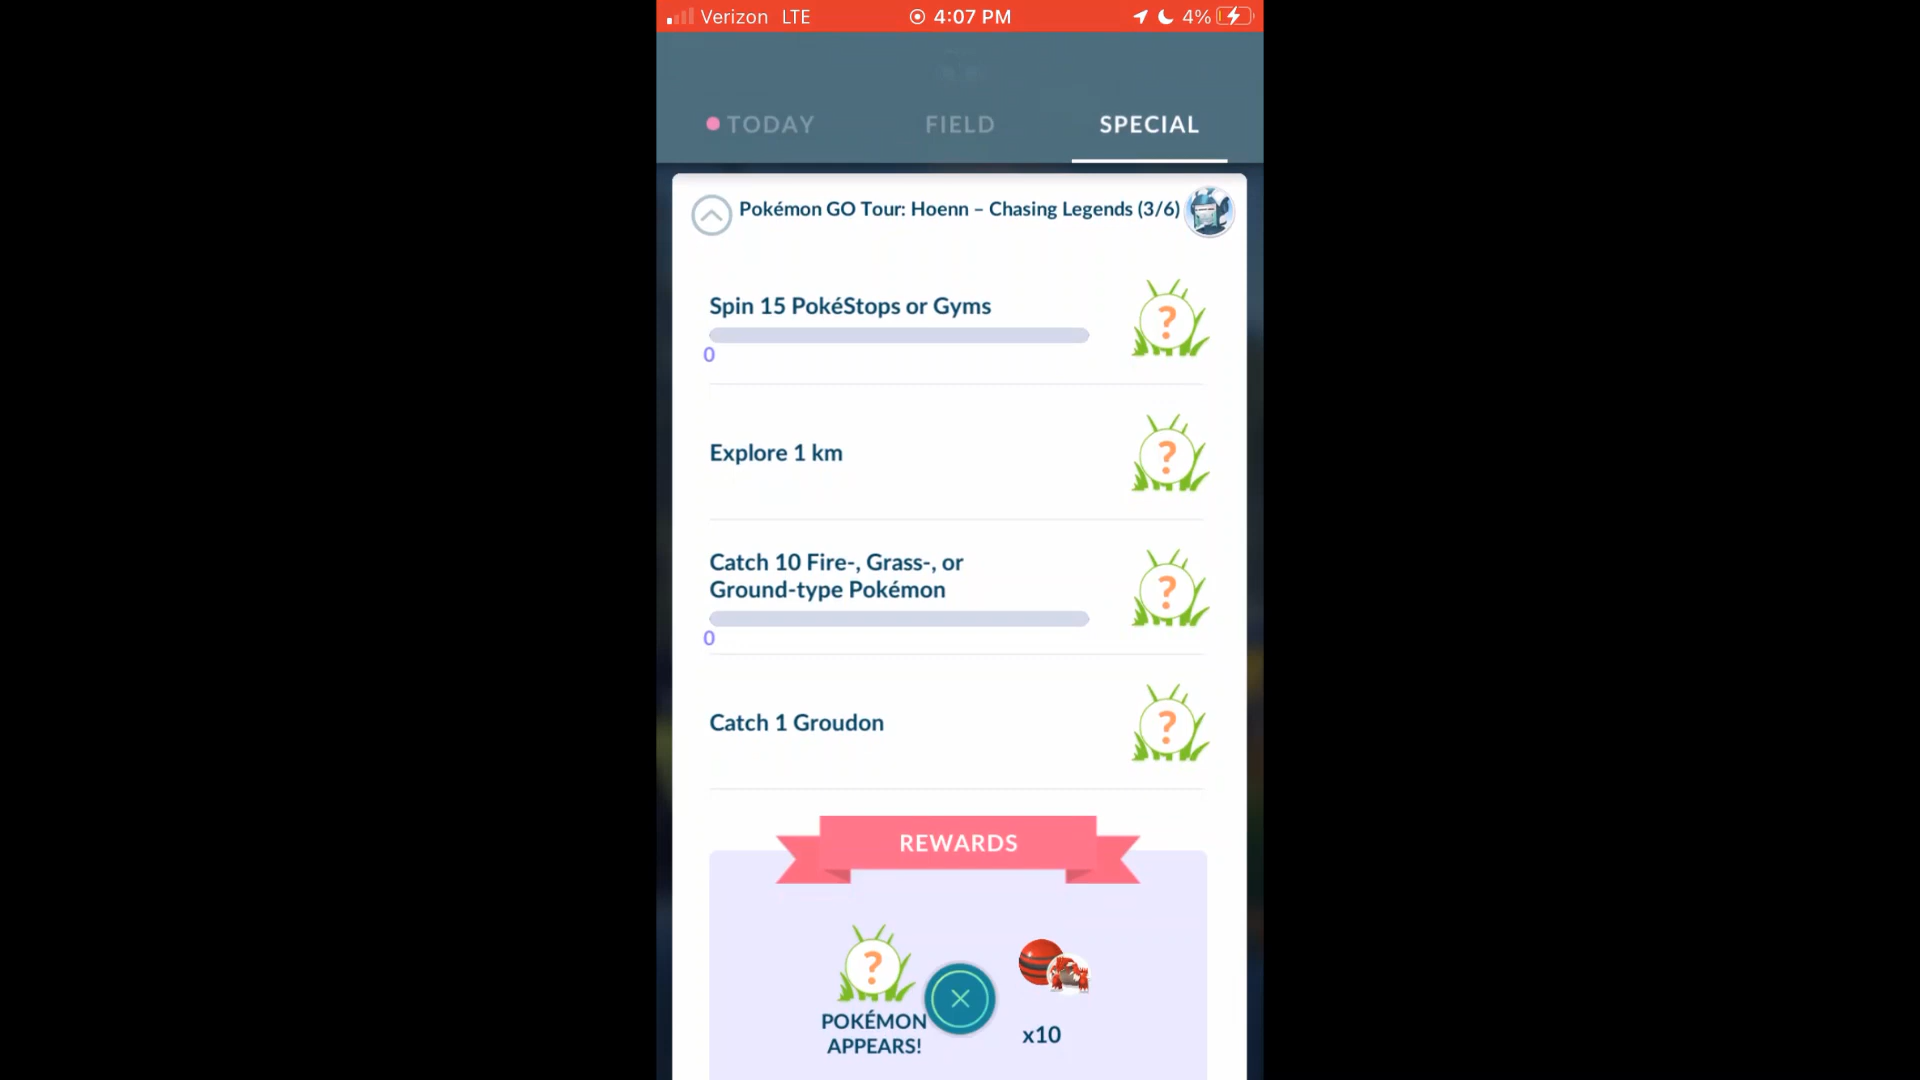 Verizon LTE 4:07 PM 4%
TODAY FIELD SPECIAL
Pokémon GO Tour: Hoenn – Chasing Legends (3/6)
Spin 15 PokéStops or Gyms
?
0
Explore 1 km
?
Catch 10 Fire-, Grass-, or
Ground-type Pokémon
?
0
Catch 1 Groudon
?
REWARDS
?
POKÉMON
APPEARS!
x10